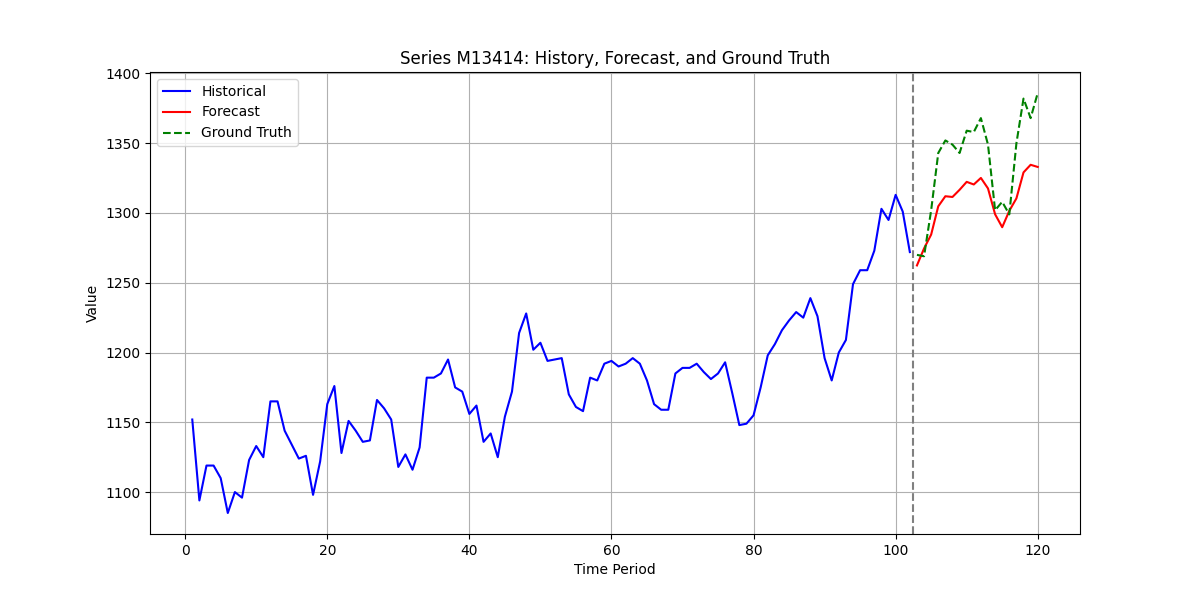 Series M13414: History, Forecast, and Ground Truth
1400
1350
1300
1250
1200
1150
1100
Value
Historical
Forecast
Ground Truth
0 20 40 60 80 100 120
Time Period